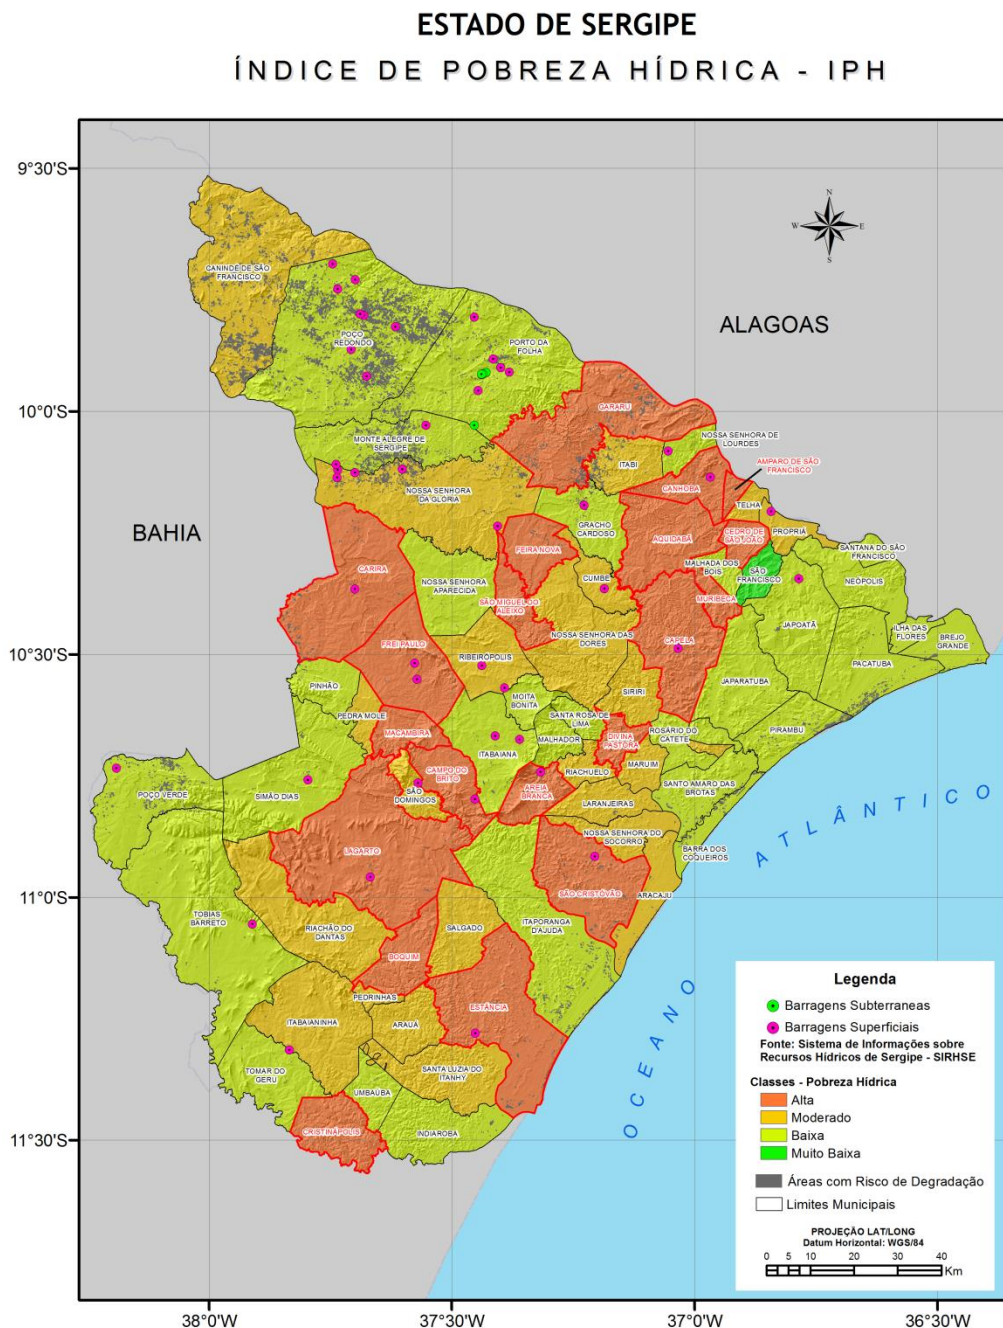 ESTADO DE SERGIPE
ÍNDICE DE POBREZA HÍDRICA - IPH
9°30'S
10°0'S
10°30'S
11°0'S
11°30'S
38°0'W
37°30'W
37°0'W
36°30'W
N
W
E
S
ALAGOAS
BAHIA
OCEANO
ATLÂNTICO
CANINDÉ DE SÃO
FRANCISCO
POÇO
REDONDO
PORTO DA
FOLHA
GARARU
MONTE ALEGRE DE
SERGIPE
NOSSA SENHORA DE
LOURDES
ITABI
AMPARO DE SÃO
FRANCISCO
CANHOBA
NOSSA SENHORA
DA GLORIA
TELHA
GRACHO
CARDOSO
AQUIDABÃ
CEDRO DE
SÃO JOÃO
PROPRIA
FEIRA NOVA
SANTANA DO SÃO
FRANCISCO
CARIRA
NOSSA SENHORA
APARECIDA
CUMBE
MALHADA DOS
BOIS
SÃO
FRANCISCO
NEÓPOLIS
SÃO MIGUEL DO
ALEIXO
MURIBECA
JAPOATÃ
ILHA DAS
FLORES
BREJO
GRANDE
FREI PAULO
RIBEIROPOLIS
NOSSA SENHORA DAS
DORES
CAPELA
PACATUBA
PINHÃO
SIRIRI
JAPARATUBA
MOITA
BONITA
PEDRA MOLE
SANTA ROSA DE
LIMA
MACAMBIRA
DIVINA
PASTORA
ROSÁRIO DO
CATETE
PIRAMBU
MALHADOR
ITABAIANA
MARUIM
RIACHUELO
CAMPO DO
BRITO
SANTO AMARO DAS
BROTAS
POÇO VERDE
SIMÃO DIAS
SÃO
DOMINGOS
AREIA
BRANCA
LARANJEIRAS
NOSSA SENHORA DO
SOCORRO
BARRA DOS
COQUEIROS
LAGARTO
SÃO CRISTÓVÃO
ARACAJU
TOBIAS
BARRETO
RIACHÃO DO
DANTAS
SALGADO
ITAPORANGA
D'AJUDA
BOQUIM
PEDRINHAS
ESTÂNCIA
ITABAIANINHA
ARAUÁ
TOMAR DO
GERU
SANTA LUZIA DO
ITANHY
UMBAUBA
CRISTINÁPOLIS
INDIAROBA
Legenda
Barragens Subterraneas
Barragens Superficiais
Fonte: Sistema de Informações sobre
Recursos Hídricos de Sergipe - SIRHSE
Classes - Pobreza Hídrica
Alta
Moderado
Baixa
Muito Baixa
Áreas com Risco de Degradação
Limites Municipais
PROJEÇÃO LAT/LONG
Datum Horizontal: WGS/84
0 5 10 20 30 40
Km